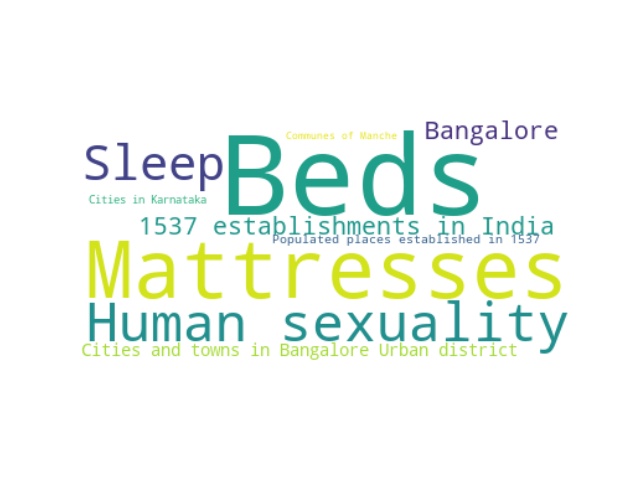 Communes of Manche
Bangalore
Sleep
Beds
Cities in Karnataka
1537 establishments in India
Populated places established in 1537
Mattresses
Human sexuality
Cities and towns in Bangalore Urban district